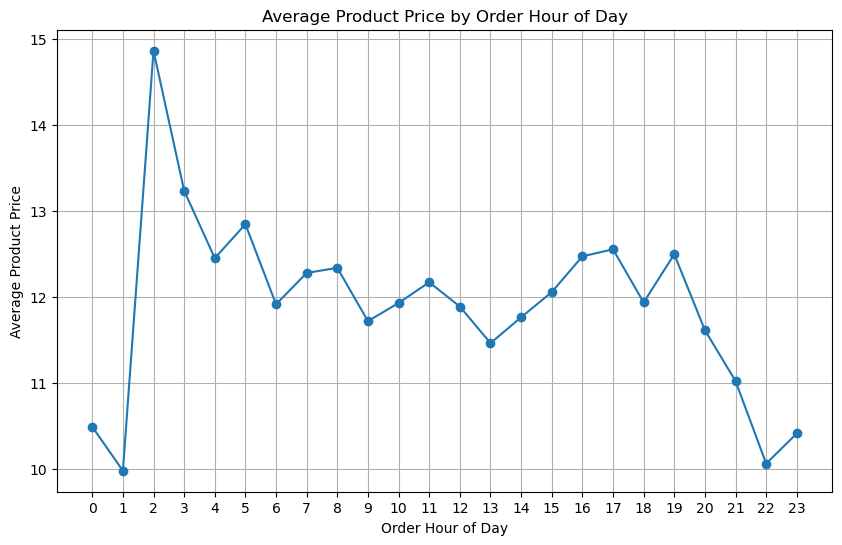 Average Product Price by Order Hour of Day
15
14
13
12
11
10
Average Product Price
0 1 2 3 4 5 6 7 8 9 10 11 12 13 14 15 16 17 18 19 20 21 22 23
Order Hour of Day